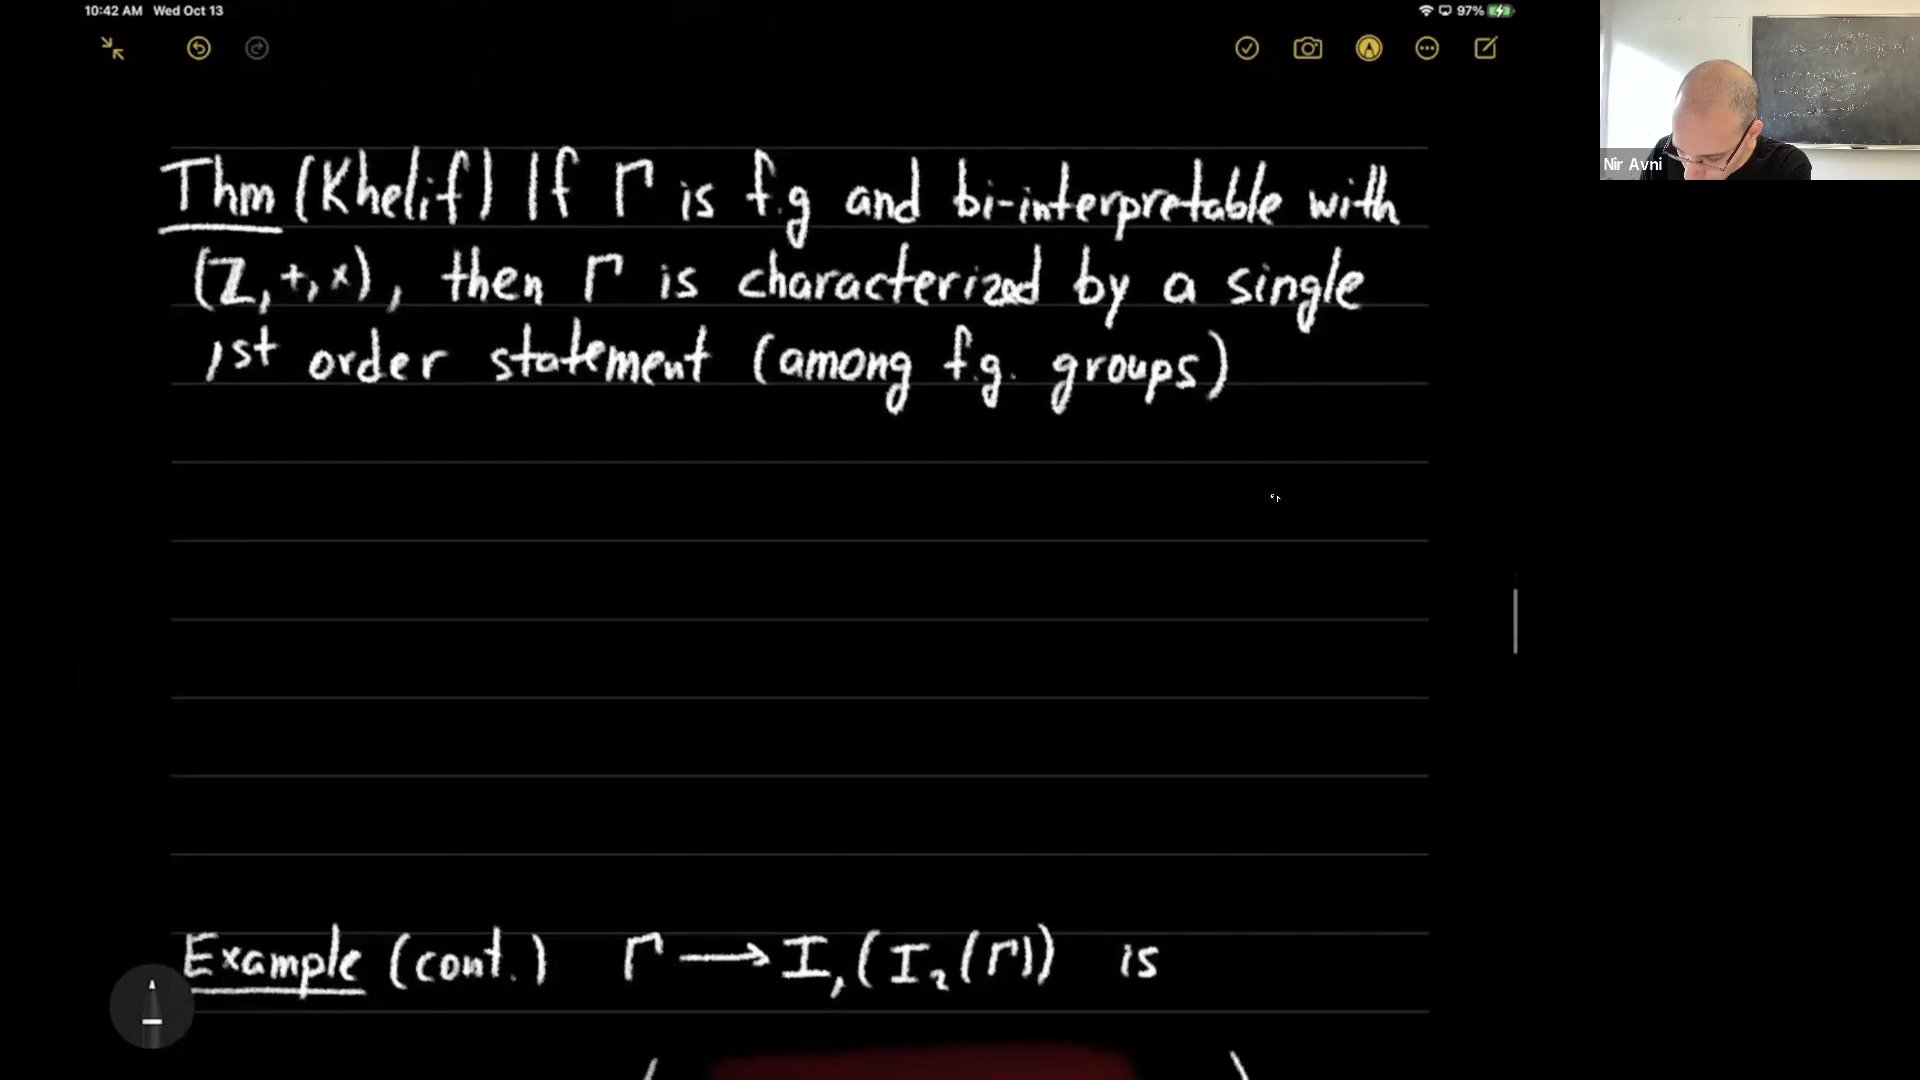 10:42 AM Wed Oct 13
97%
Nir Avni
Thm (Khelif) If Γ is f.g and bi-interpretable with
(Z, +, ×), then Γ is characterized by a single
1st order statement (among f.g. groups)
Example (cont.) Γ → I₁(I₂(Γ)) is